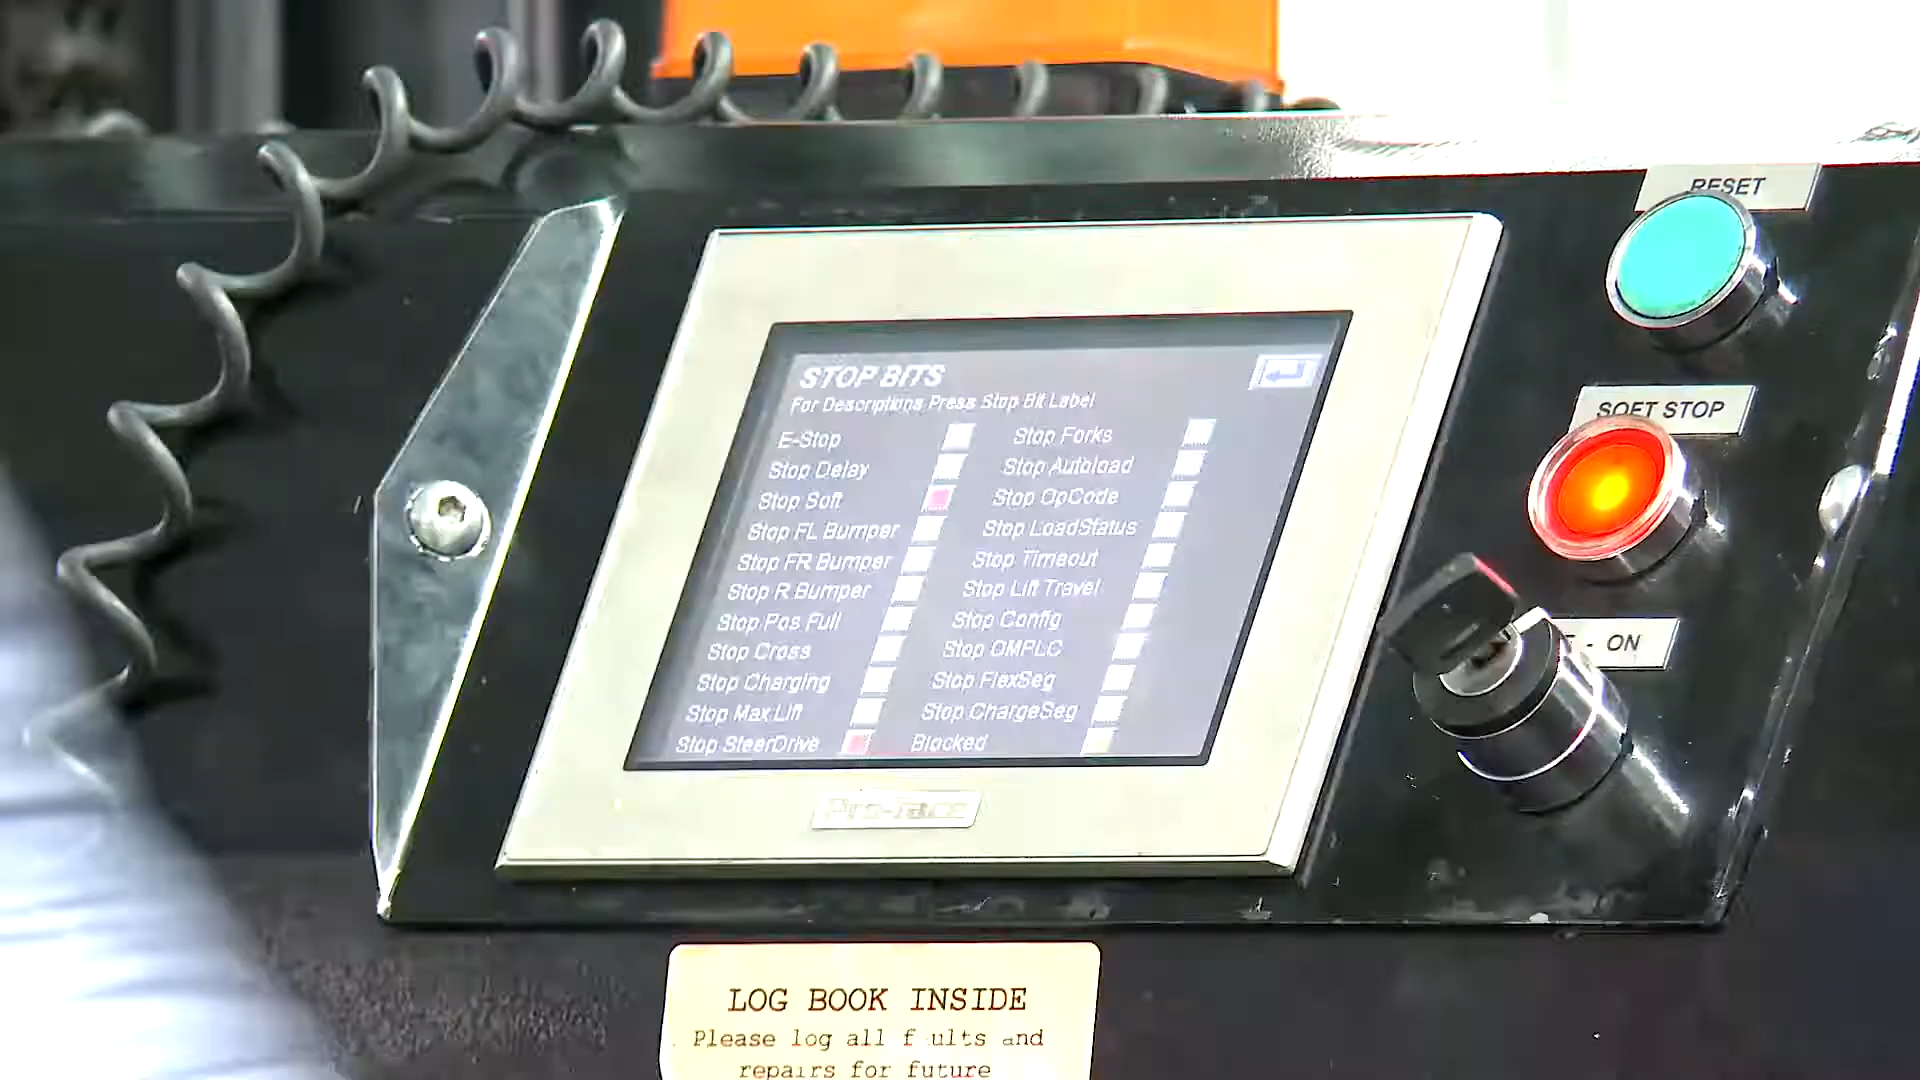 RESET
SOFT STOP
- ON
STOP BITS
For Descriptions Press Stop Bit Label
E-Stop
Stop Delay
Stop Soft
Stop FL Bumper
Stop FR Bumper
Stop R Bumper
Stop Pos Full
Stop Cross
Stop Charging
Stop Max Lift
Stop SteerDrive
Stop Forks
Stop Autoload
Stop OpCode
Stop LoadStatus
Stop Timeout
Stop Lift Travel
Stop Config
Stop OMPLC
Stop FlexSeg
Stop ChargeSeg
Blocked
Pro-face
LOG BOOK INSIDE
Please log all f ults and
repairs for future